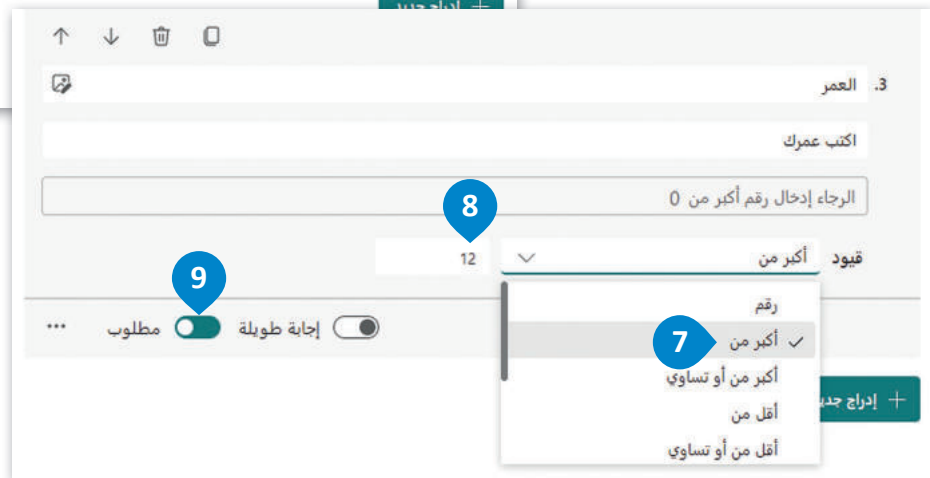 + إدراج جديد
3. العمر
اكتب عمرك
الرجاء إدخال رقم أكبر من 0
8
قيود أكبر من 12
9
رقم
إجابة طويلة مطلوب ...
7 أكبر من
أكبر من أو تساوي
+ إدراج جديد
أقل من
أقل من أو تساوي